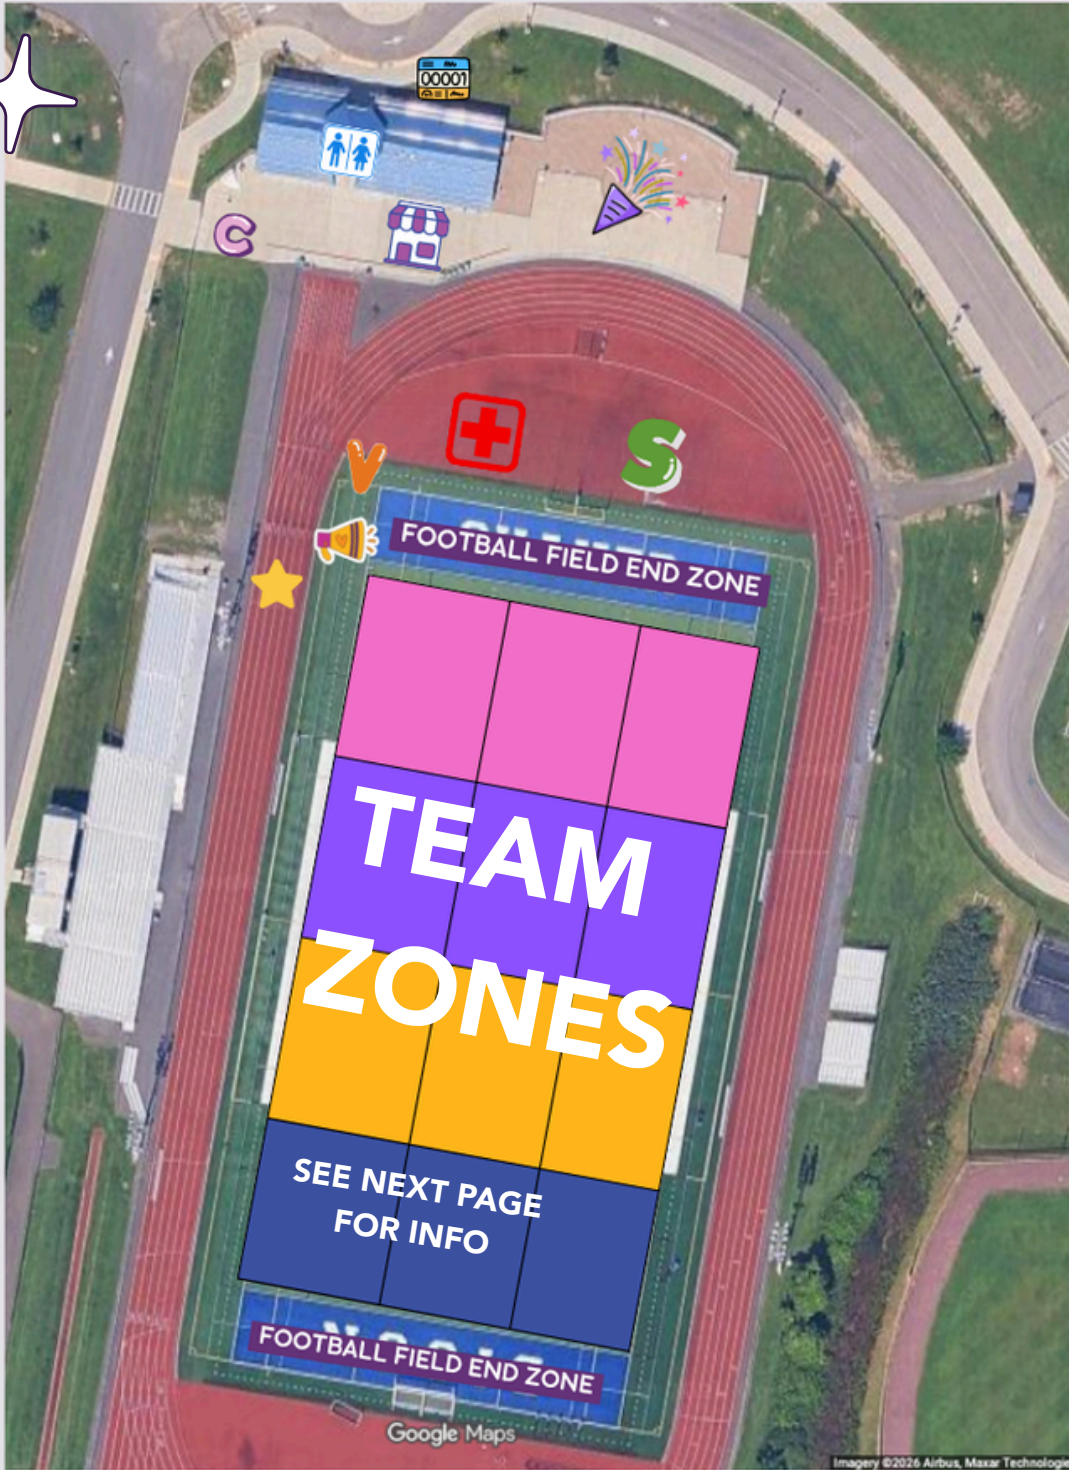 00001
C
V
S
FOOTBALL FIELD END ZONE
TEAM
ZONES
SEE NEXT PAGE
FOR INFO
FOOTBALL FIELD END ZONE
Google Maps
Imagery ©2026 Airbus, Maxar Technologie